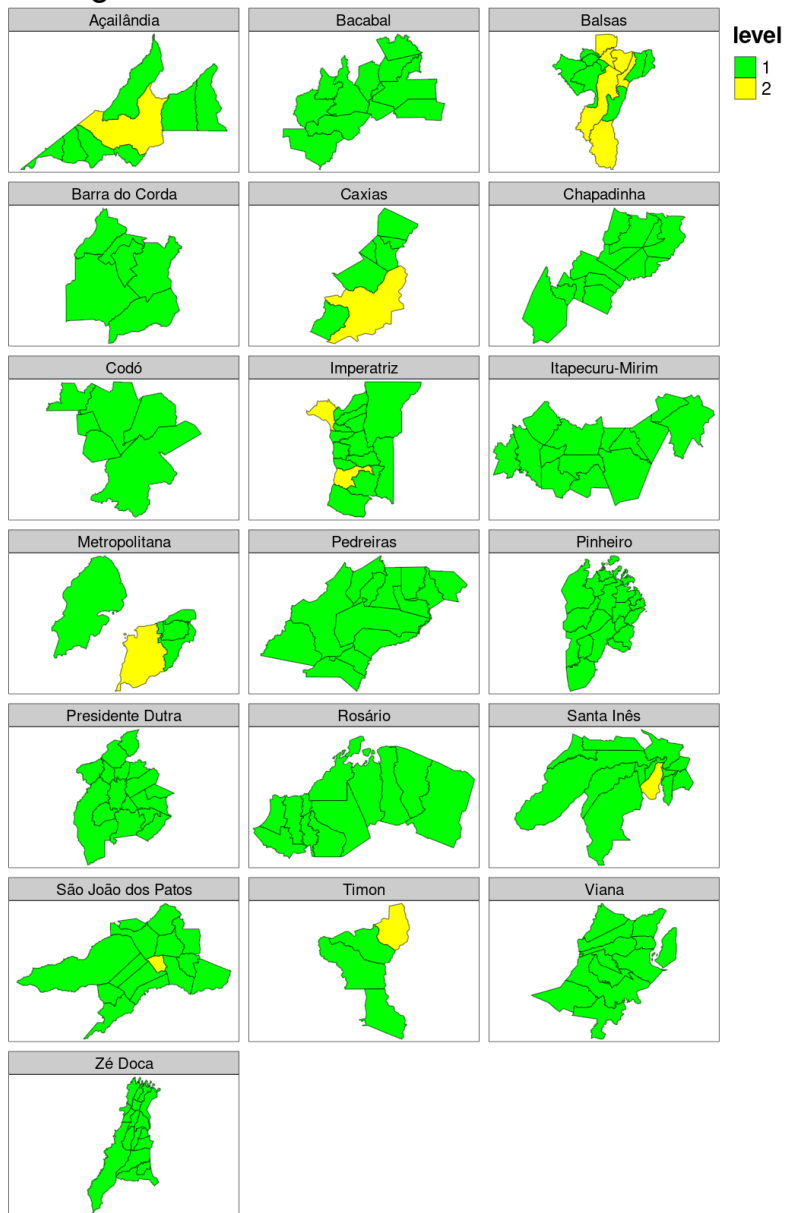 Açailândia
Bacabal
Balsas
level
1
2
Barra do Corda
Caxias
Chapadinha
Codó
Imperatriz
Itapecuru-Mirim
Metropolitana
Pedreiras
Pinheiro
Presidente Dutra
Rosário
Santa Inês
São João dos Patos
Timon
Viana
Zé Doca